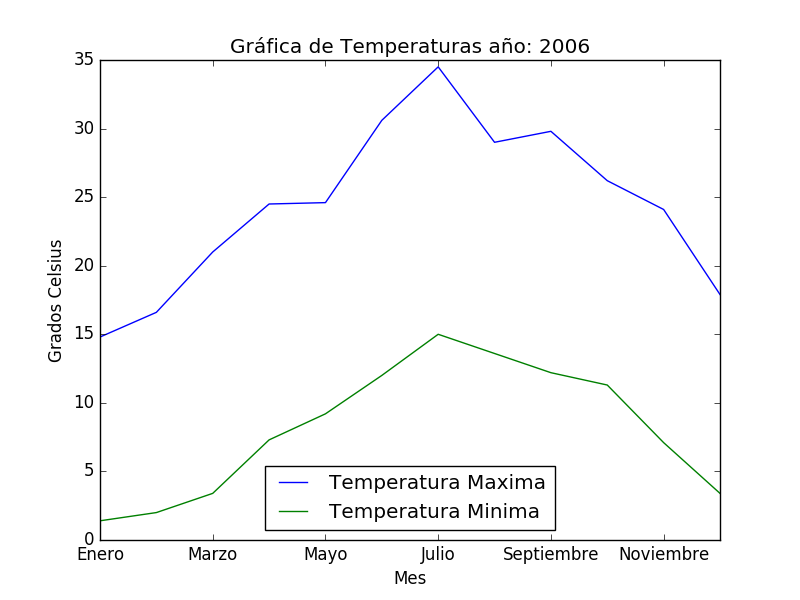 Gráfica de Temperaturas año: 2006
35
30
25
20
15
10
5
0
Grados Celsius
Temperatura Maxima
Temperatura Minima
Enero Marzo Mayo Julio Septiembre Noviembre
Mes